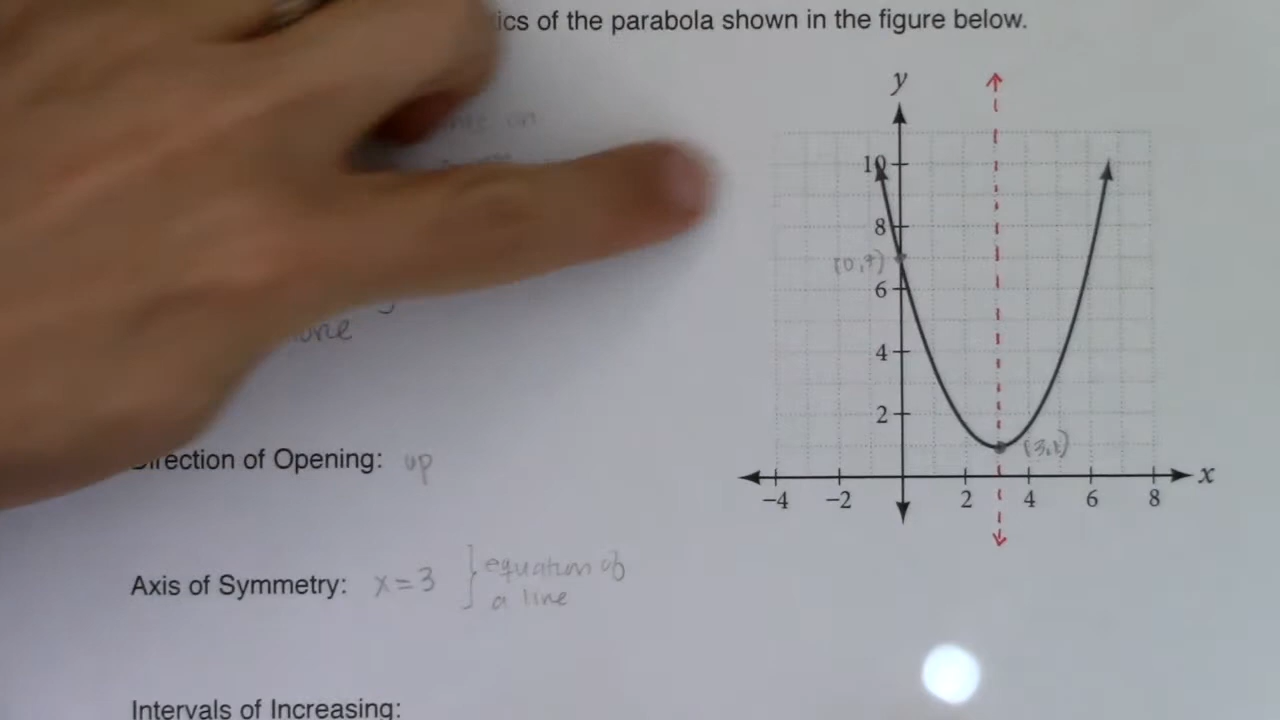 of the parabola shown in the figure below.
on
Direction of Opening: up
Axis of Symmetry: x=3 } equation of
a line
Intervals of Increasing:
y
10
8
(0,7)
6
4
2
(3,1)
x
-4 -2 2 4 6 8